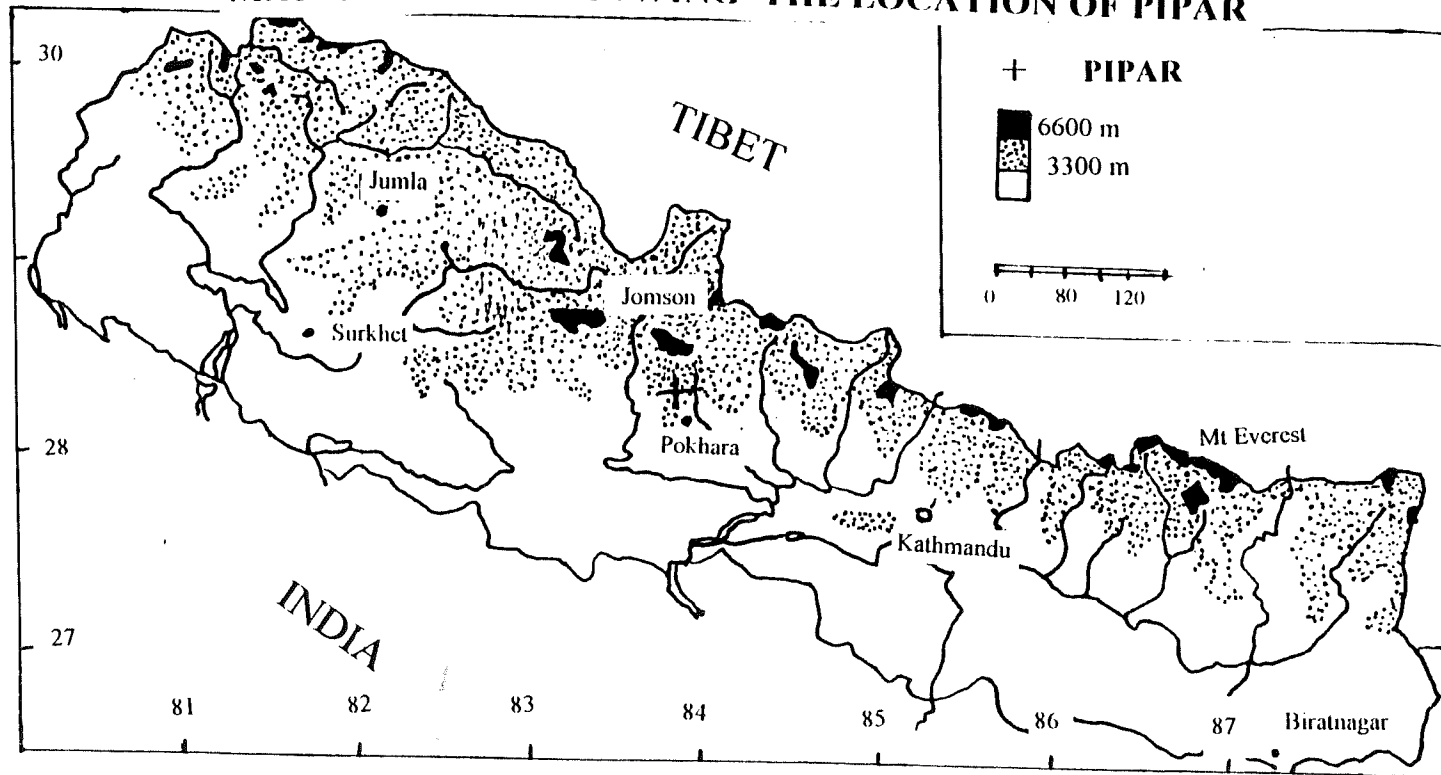 THE LOCATION OF PIPAR
30
+ PIPAR
6600 m
3300 m
TIBET
Jumla
0 80 120
Jomson
Surkhet
28
Pokhara
Mt Everest
Kathmandu
INDIA
27
81 82 83 84 85 86 87
Biratnagar